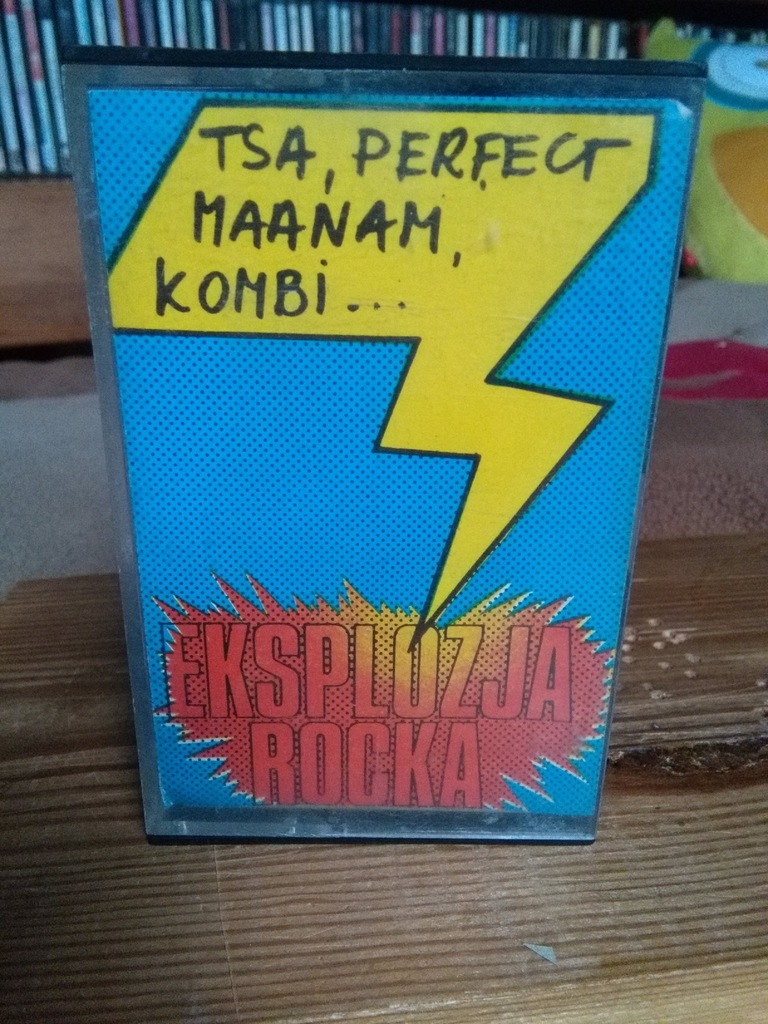 TSA, PERFECT
MAANAM,
KOMBi...
EKSPLOZJA
ROCKA